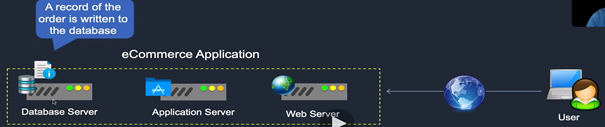 A record of the
order is written to
the database
eCommerce Application
Database Server
Application Server
Web Server
User